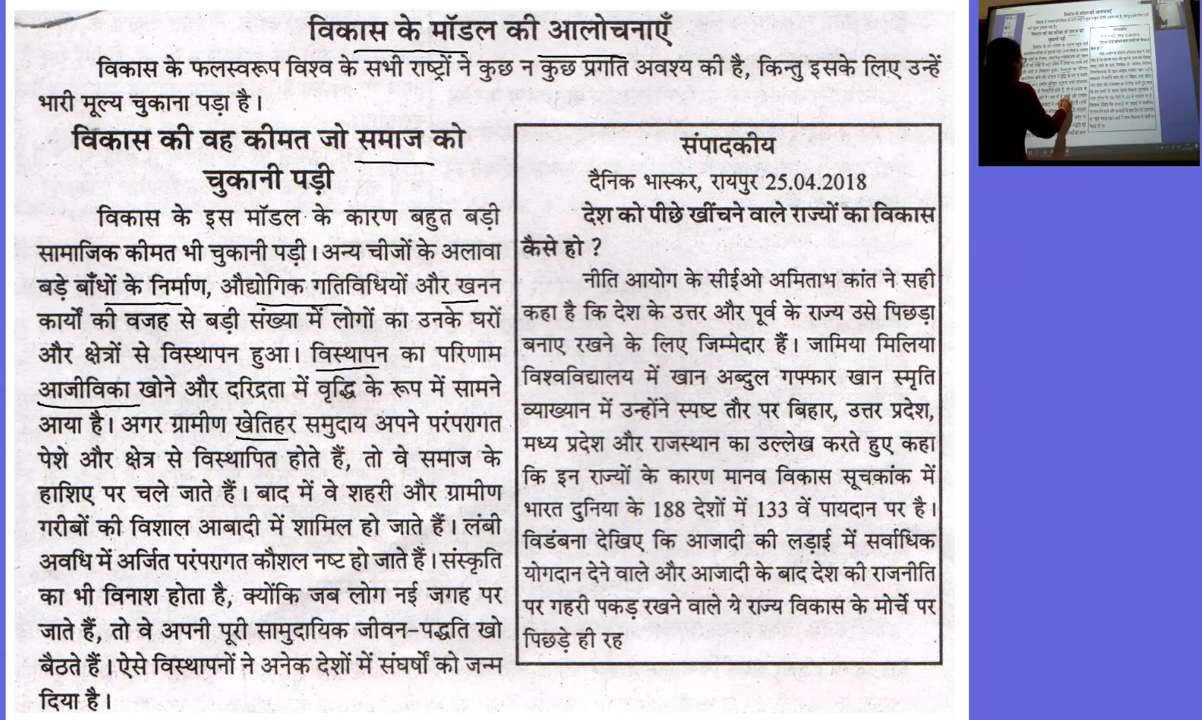 विकास के मॉडल की आलोचनाएँ
विकास के फलस्वरूप विश्व के सभी राष्ट्रों ने कुछ न कुछ प्रगति अवश्य की है, किन्तु इसके लिए उन्हें
भारी मूल्य चुकाना पड़ा है।
विकास की वह कीमत जो समाज को
चुकानी पड़ी
विकास के इस मॉडल के कारण बहुत बड़ी
सामाजिक कीमत भी चुकानी पड़ी। अन्य चीजों के अलावा
बड़े बाँधों के निर्माण, औद्योगिक गतिविधियों और खनन
कार्यों की वजह से बड़ी संख्या में लोगों का उनके घरों
और क्षेत्रों से विस्थापन हुआ। विस्थापन का परिणाम
आजीविका खोने और दरिद्रता में वृद्धि के रूप में सामने
आया है। अगर ग्रामीण खेतिहर समुदाय अपने परंपरागत
पेशे और क्षेत्र से विस्थापित होते हैं, तो वे समाज के
हाशिए पर चले जाते हैं। बाद में वे शहरी और ग्रामीण
गरीबों की विशाल आबादी में शामिल हो जाते हैं। लंबी
अवधि में अर्जित परंपरागत कौशल नष्ट हो जाते हैं। संस्कृति
का भी विनाश होता है, क्योंकि जब लोग नई जगह पर
जाते हैं, तो वे अपनी पूरी सामुदायिक जीवन-पद्धति खो
बैठते हैं। ऐसे विस्थापनों ने अनेक देशों में संघर्षों को जन्म
दिया है।
संपादकीय
दैनिक भास्कर, रायपुर 25.04.2018
देश को पीछे खींचने वाले राज्यों का विकास
कैसे हो ?
नीति आयोग के सीईओ अमिताभ कांत ने सही
कहा है कि देश के उत्तर और पूर्व के राज्य उसे पिछडा
बनाए रखने के लिए जिम्मेदार हैं। जामिया मिलिया
विश्वविद्यालय में खान अब्दुल गफ्फार खान स्मृति
व्याख्यान में उन्होंने स्पष्ट तौर पर बिहार, उत्तर प्रदेश,
मध्य प्रदेश और राजस्थान का उल्लेख करते हुए कहा
कि इन राज्यों के कारण मानव विकास सूचकांक में
भारत दुनिया के 188 देशों में 133 वें पायदान पर है।
विडंबना देखिए कि आजादी की लड़ाई में सर्वाधिक
योगदान देने वाले और आजादी के बाद देश की राजनीति
पर गहरी पकड़ रखने वाले ये राज्य विकास के मोर्चे पर
पिछड़े ही रह